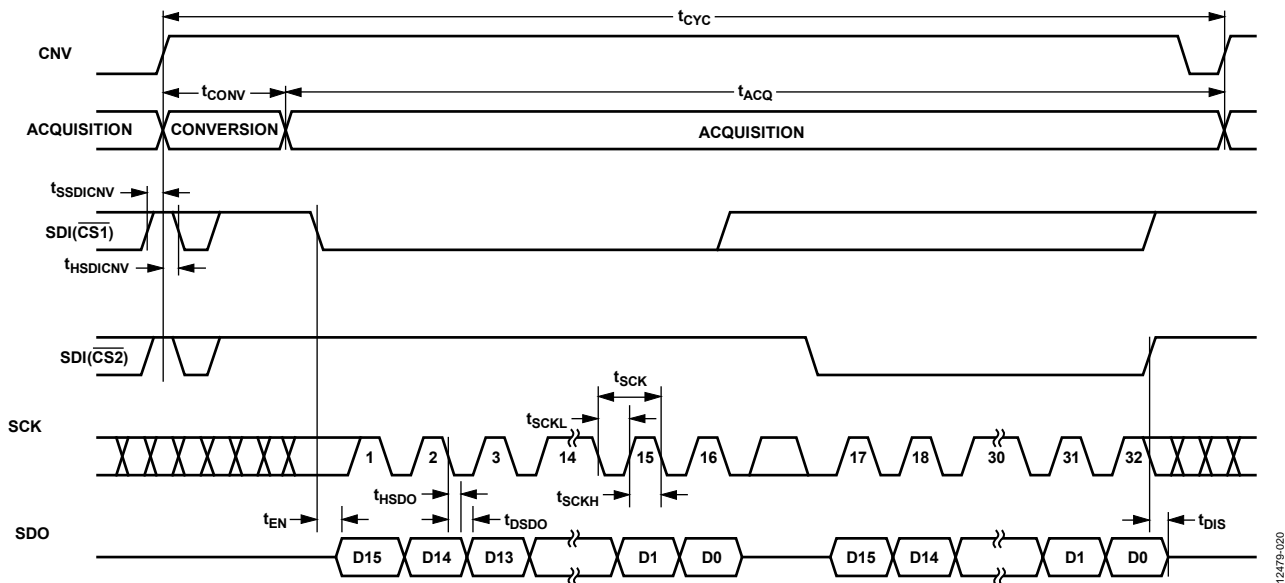 tCYC
CNV
tCONV
tACQ
ACQUISITION
CONVERSION
ACQUISITION
tSSDICNV
SDI(CS1)
tHSDICNV
SDI(CS2)
tSCK
tSCKL
SCK
1 2 3 14 15 16 17 18 30 31 32
tHSDO
tSCKH
tEN
tDSDO
tDIS
SDO
D15 D14 D13 D1 D0 D15 D14 D1 D0
12479-020